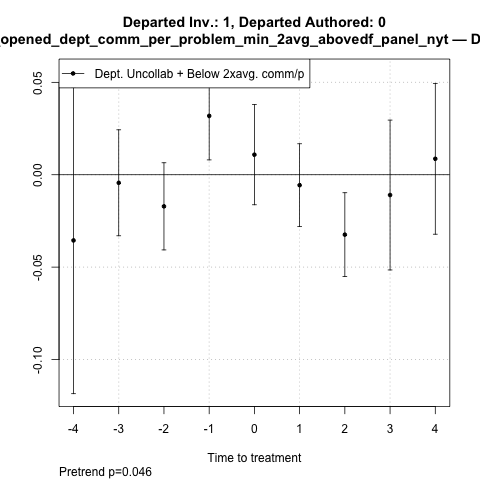 Departed Inv.: 1, Departed Authored: 0
opened_dept_comm_per_problem_min_2avg_abovedf_panel_nyt — D
Dept. Uncollab + Below 2xavg. comm/p
0.05
0.00
-0.05
-0.10
-4 -3 -2 -1 0 1 2 3 4
Time to treatment
Pretrend p=0.046